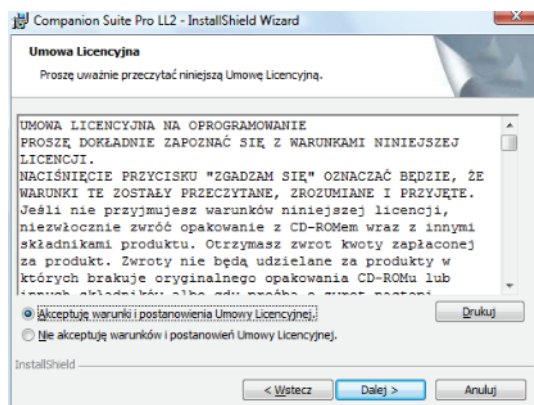 Companion Suite Pro LL2 - InstallShield Wizard
Umowa Licencyjna
Proszę uważnie przeczytać niniejszą Umowę Licencyjną.
UMOWA LICENCYJNA NA OPROGRAMOWANIE
PROSZĘ DOKŁADNIE ZAPOZNAĆ SIĘ Z WARUNKAMI NINIEJSZEJ
LICENCJI.
NACIŚNIĘCIE PRZYCISKU "ZGADZAM SIĘ" OZNACZAĆ BĘDZIE, ŻE
WARUNKI TE ZOSTAŁY PRZECZYTANE, ZROZUMIANE I PRZYJĘTE.
Jeśli nie przyjmujesz warunków niniejszej licencji,
niezwłocznie zwróć opakowanie z CD-ROMem wraz z innymi
składnikami produktu. Otrzymasz zwrot kwoty zapłaconej
za produkt. Zwroty nie będą udzielane za produkty w
których brakuje oryginalnego opakowania CD-ROMu lub
Akceptuję warunki i postanowienia Umowy Licencyjnej.
Drukuj
Nie akceptuję warunków i postanowień Umowy Licencyjnej.
InstallShield
< Wstecz
Dalej >
Anuluj